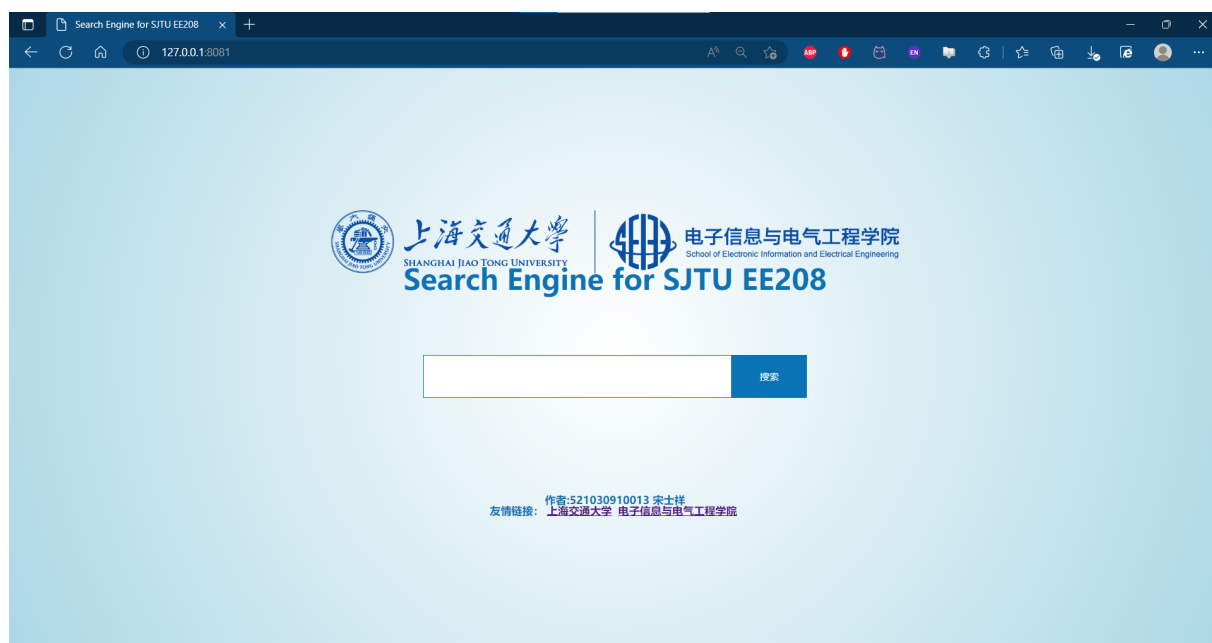 Search Engine for SJTU EE208
127.0.0.1:8081
ABP
EN
上海交通大学
SHANGHAI JIAO TONG UNIVERSITY
电子信息与电气工程学院
School of Electronic Information and Electrical Engineering
Search Engine for SJTU EE208
搜索
作者:521030910013 宋士祥
友情链接： 上海交通大学 电子信息与电气工程学院